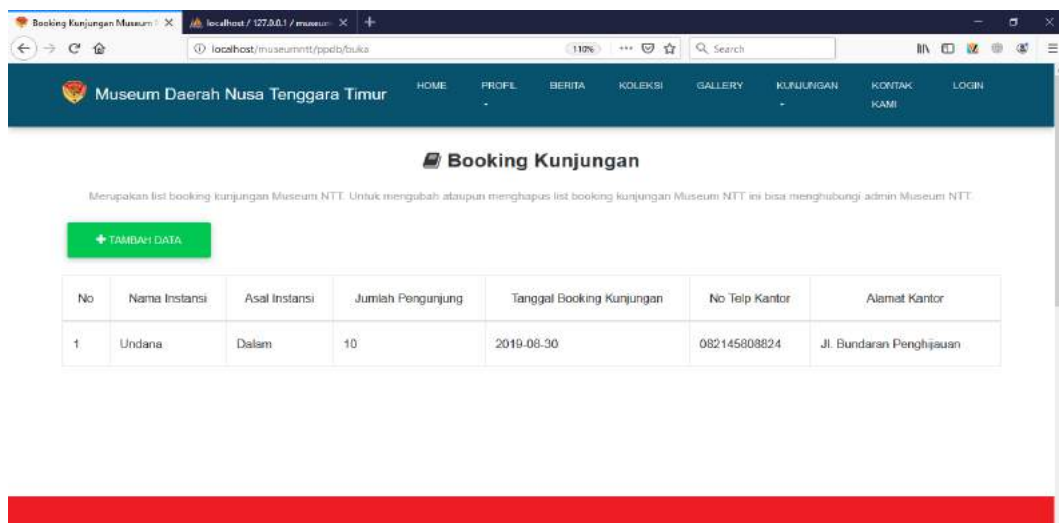 Booking Kunjungan Museum
localhost / 127.0.0.1 / museum
localhost/museumntt/ppdb/buka
110%
Search
Museum Daerah Nusa Tenggara Timur
HOME
PROFIL
BERITA
KOLEKSI
GALLERY
KUNJUNGAN
KONTAK KAMI
LOGIN
Booking Kunjungan
Merupakan list booking kunjungan Museum NTT. Untuk mengubah ataupun menghapus list booking kunjungan Museum NTT ini bisa menghubungi admin Museum NTT.
+ TAMBAH DATA
No Nama Instansi Asal Instansi Jumlah Pengunjung Tanggal Booking Kunjungan No Telp Kantor Alamat Kantor
1 Undana Dalam 10 2019-08-30 082145808824 Jl. Bundaran Penghijauan